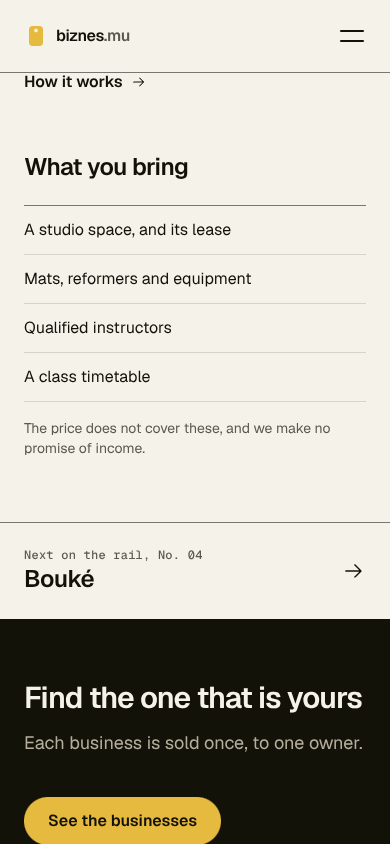 biznes.mu
How it works →
What you bring
A studio space, and its lease
Mats, reformers and equipment
Qualified instructors
A class timetable
The price does not cover these, and we make no
promise of income.
Next on the rail, No. 04
Bouké
→
Find the one that is yours
Each business is sold once, to one owner.
See the businesses